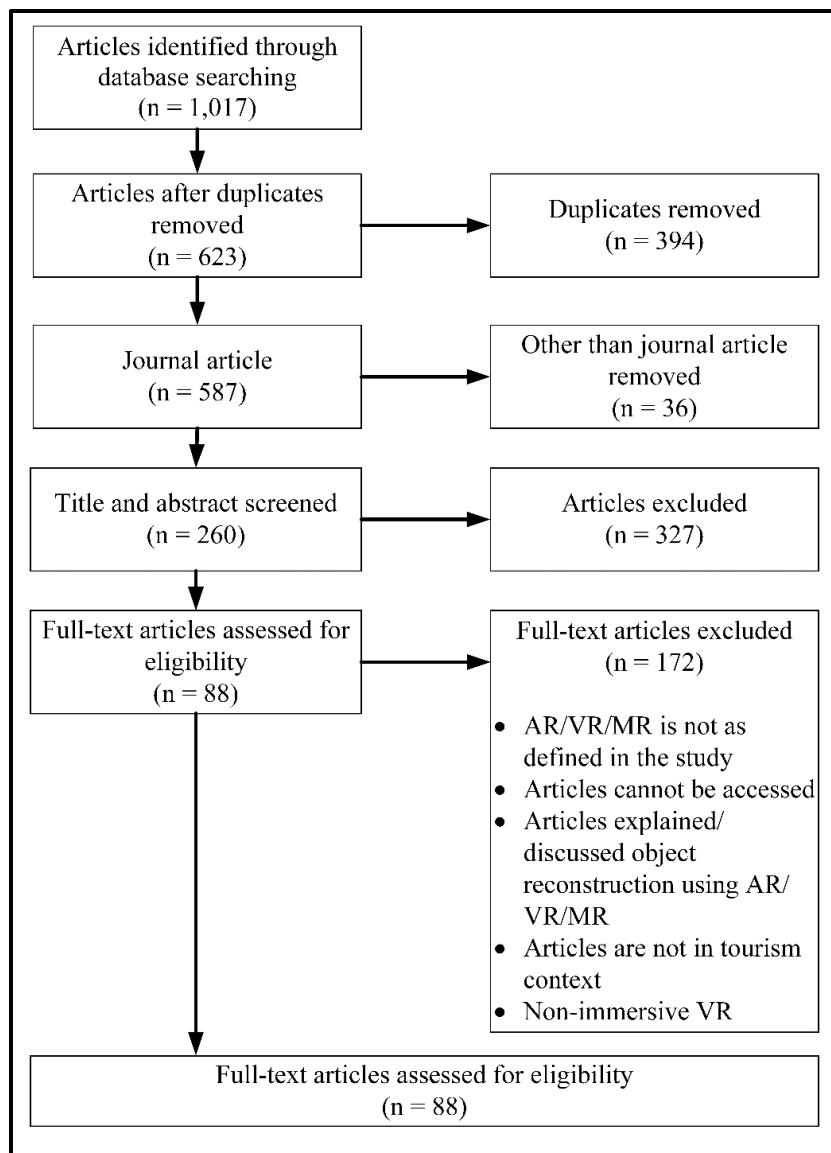 Articles identified through
database searching
(n = 1,017)
Articles after duplicates
removed
(n = 623)
Duplicates removed
(n = 394)
Journal article
(n = 587)
Other than journal article
removed
(n = 36)
Title and abstract screened
(n = 260)
Articles excluded
(n = 327)
Full-text articles assessed for
eligibility
(n = 88)
Full-text articles excluded
(n = 172)
• AR/VR/MR is not as
defined in the study
• Articles cannot be accessed
• Articles explained/
discussed object
reconstruction using AR/
VR/MR
• Articles are not in tourism
context
• Non-immersive VR
Full-text articles assessed for eligibility
(n = 88)